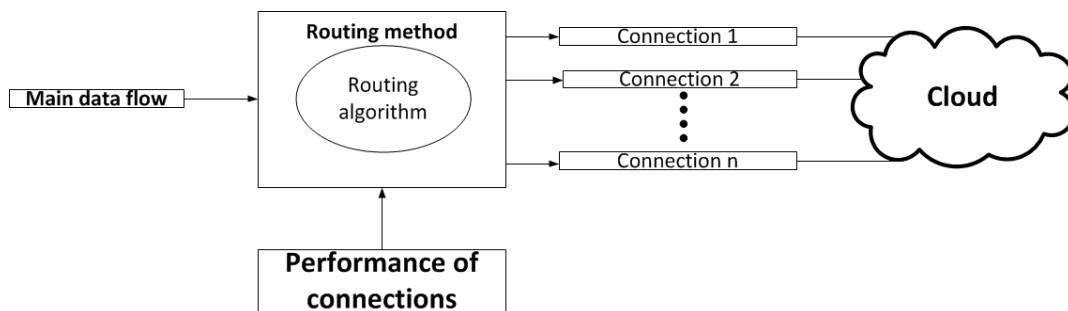 Routing method
Routing
algorithm
Main data flow
Connection 1
Connection 2
Connection n
Cloud
Performance of
connections